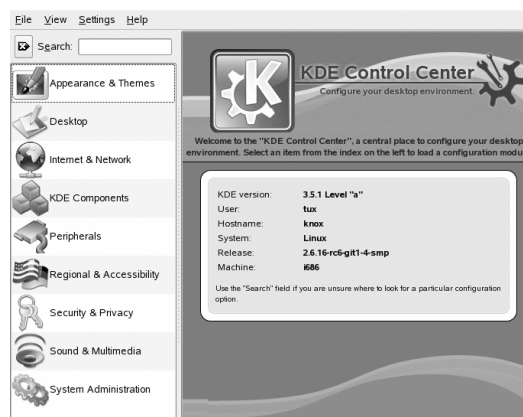 File View Settings Help
Search:
Appearance & Themes
Desktop
Internet & Network
KDE Components
Peripherals
Regional & Accessibility
Security & Privacy
Sound & Multimedia
System Administration
K
KDE Control Center
Configure your desktop environment.
Welcome to the "KDE Control Center", a central place to configure your desktop
environment. Select an item from the index on the left to load a configuration modu
KDE version: 3.5.1 Level "a"
User: tux
Hostname: knox
System: Linux
Release: 2.6.16-rc6-git1-4-smp
Machine: i686
Use the "Search" field if you are unsure where to look for a particular configuration
option.